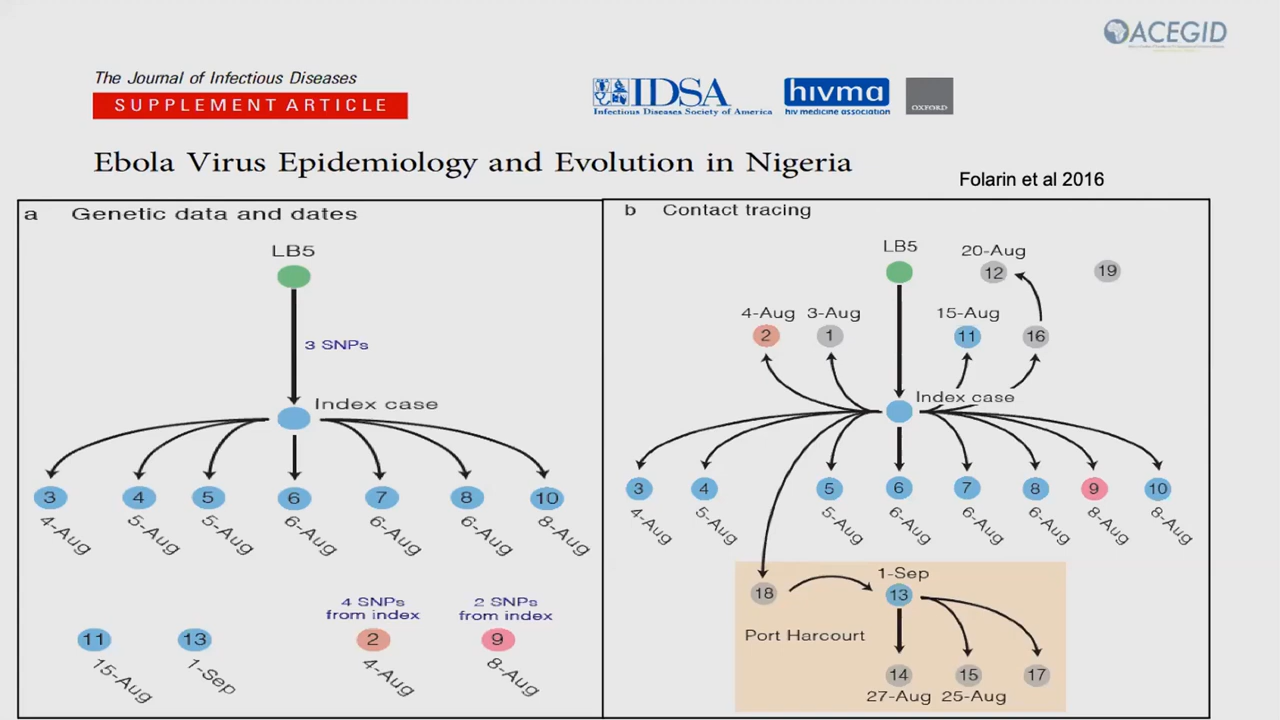 ACEGID
The Journal of Infectious Diseases
SUPPLEMENT ARTICLE
IDSA
Infectious Diseases Society of America
hivma
hiv medicine association
OXFORD
Ebola Virus Epidemiology and Evolution in Nigeria
Folarin et al 2016
a Genetic data and dates
LB5
3 SNPs
Index case
3 4 5 6 7 8 10
4-Aug 5-Aug 5-Aug 6-Aug 6-Aug 6-Aug 8-Aug
4 SNPs
from index
2 SNPs
from index
11 13 2 9
15-Aug 1-Sep 4-Aug 8-Aug
b Contact tracing
LB5
20-Aug
12
19
4-Aug 3-Aug 15-Aug
2 1 11 16
Index case
3 4 5 6 7 8 9 10
4-Aug 5-Aug 5-Aug 6-Aug 6-Aug 6-Aug 8-Aug 8-Aug
1-Sep
18 13
Port Harcourt
14 15 17
27-Aug 25-Aug